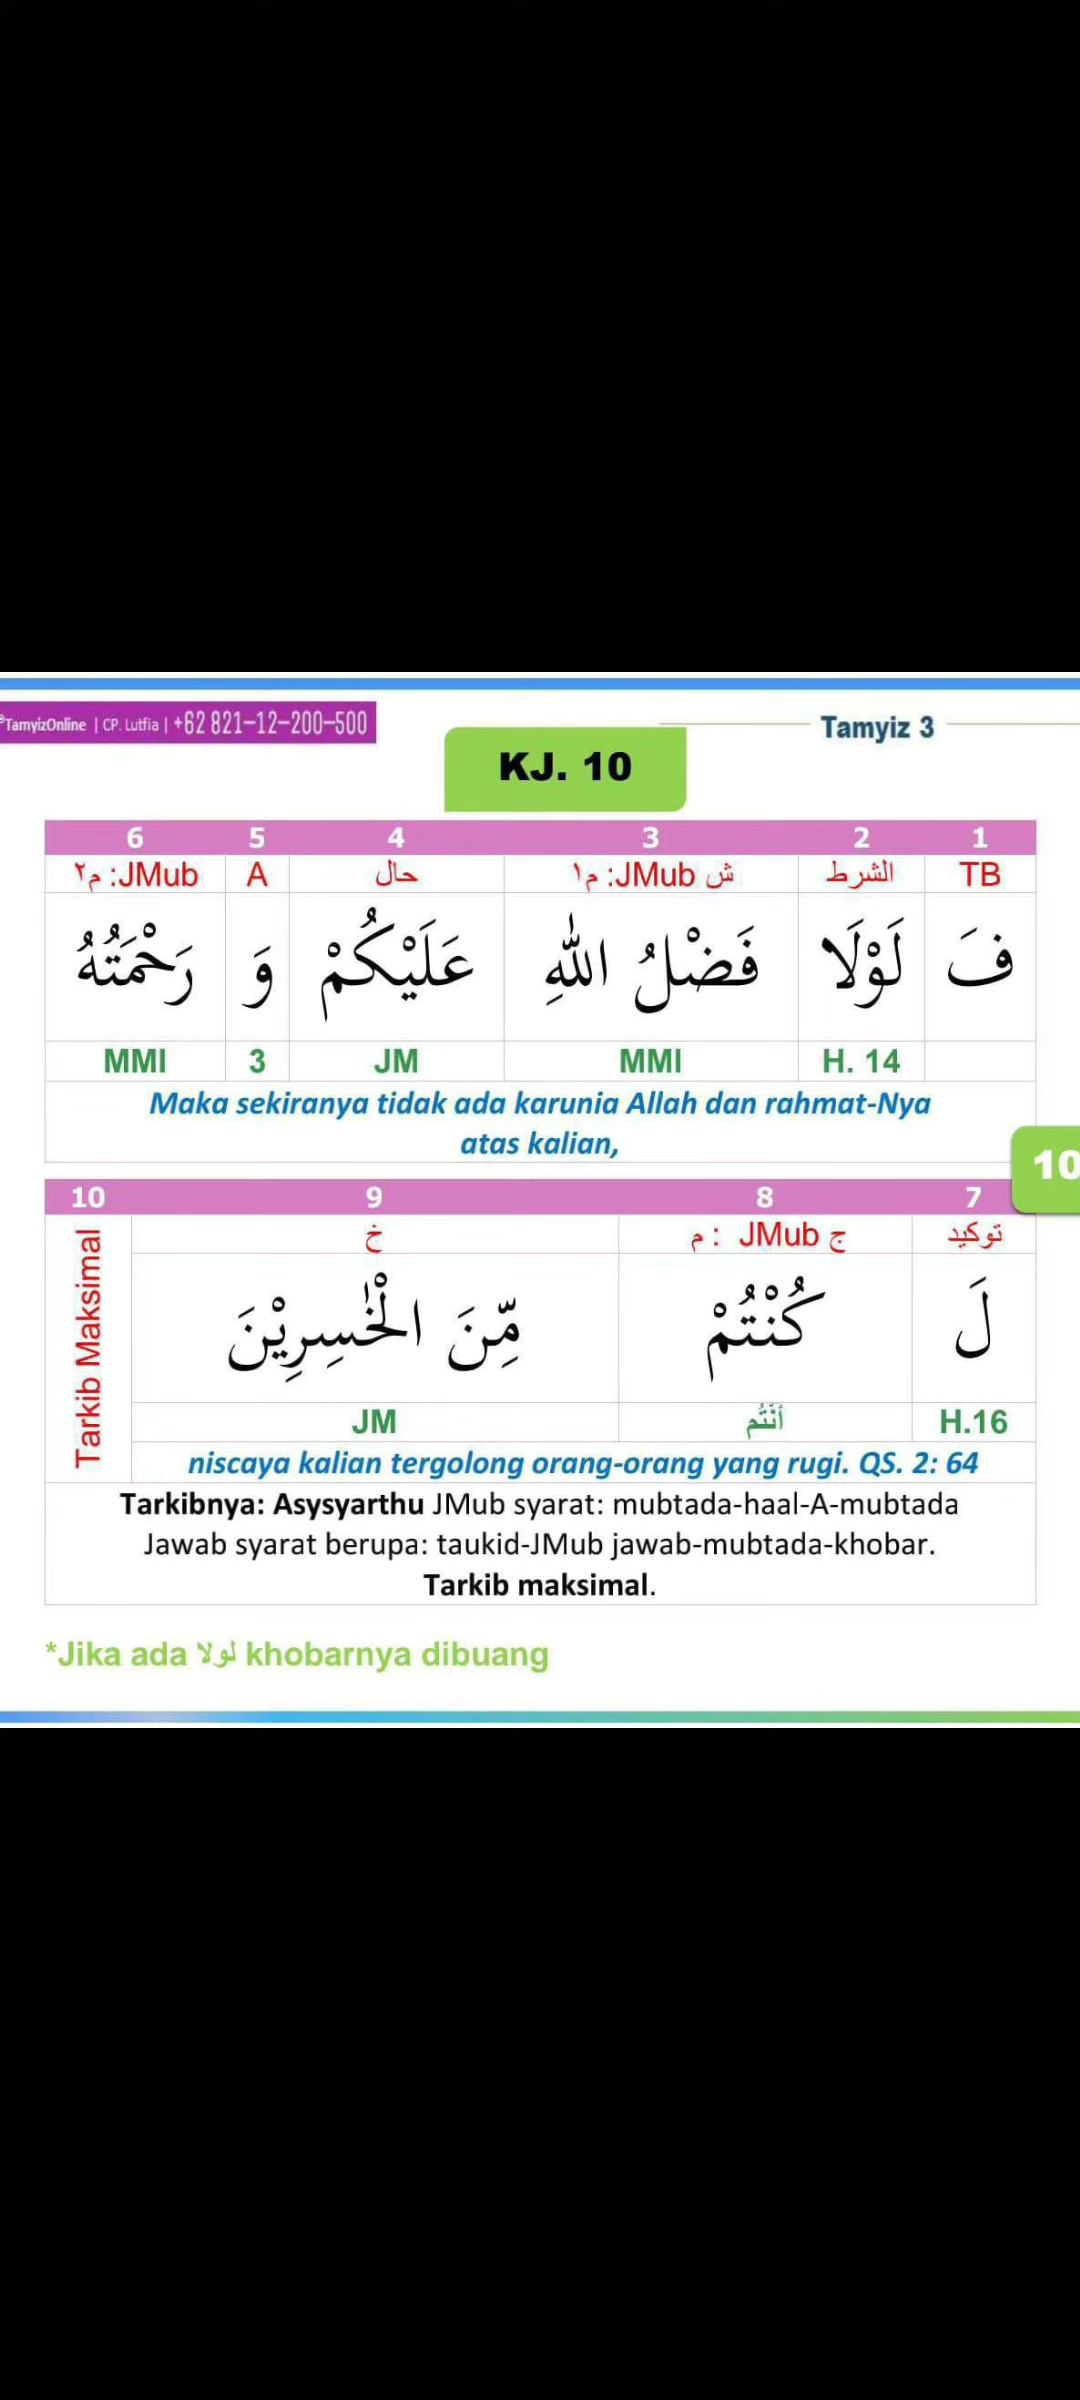 ®TamyizOnline | CP. Lutfia | +62 821-12-200-500
Tamyiz 3
KJ. 10
6 5 4 3 2 1
TB
الشرط
ش JMub: م١
حال
A
JMub: م٢
فَ
لَوْلَا
فَضْلُ اللّٰهِ
عَلَيْكُمْ
وَ
رَحْمَتُهُ
MMI 3 JM MMI H. 14
Maka sekiranya tidak ada karunia Allah dan rahmat-Nya
atas kalian,
10
10 9 8 7
توكيد
ج JMub : م
خ
Tarkib Maksimal
لَ
كُنْتُمْ
مِّنَ الْخٰسِرِيْنَ
JM أَنْتُم H.16
niscaya kalian tergolong orang-orang yang rugi. QS. 2: 64
Tarkibnya: Asysyarthu JMub syarat: mubtada-haal-A-mubtada
Jawab syarat berupa: taukid-JMub jawab-mubtada-khobar.
Tarkib maksimal.
*Jika ada لولا khobarnya dibuang